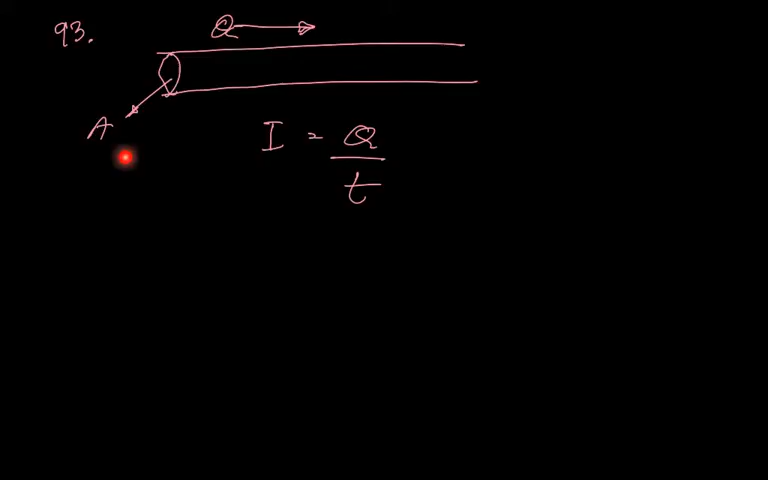 93.
Q
A
I = Q
t